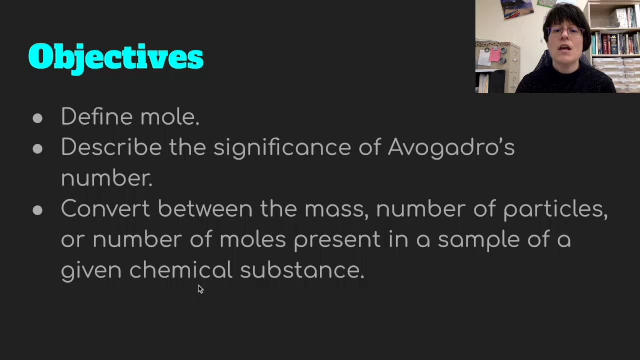 Objectives
● Define mole.
● Describe the significance of Avogadro's
number.
● Convert between the mass, number of particles,
or number of moles present in a sample of a
given chemical substance.